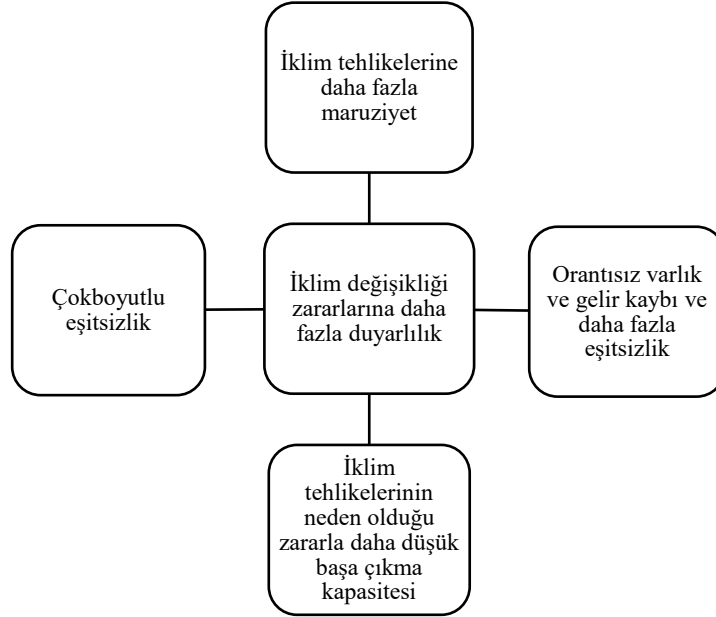 İklim tehlikelerine
daha fazla
maruziyet
Çokboyutlu
eşitsizlik
İklim değişikliği
zararlarına daha
fazla duyarlılık
Orantısız varlık
ve gelir kaybı ve
daha fazla
eşitsizlik
İklim
tehlikelerinin
neden olduğu
zararla daha düşük
başa çıkma
kapasitesi